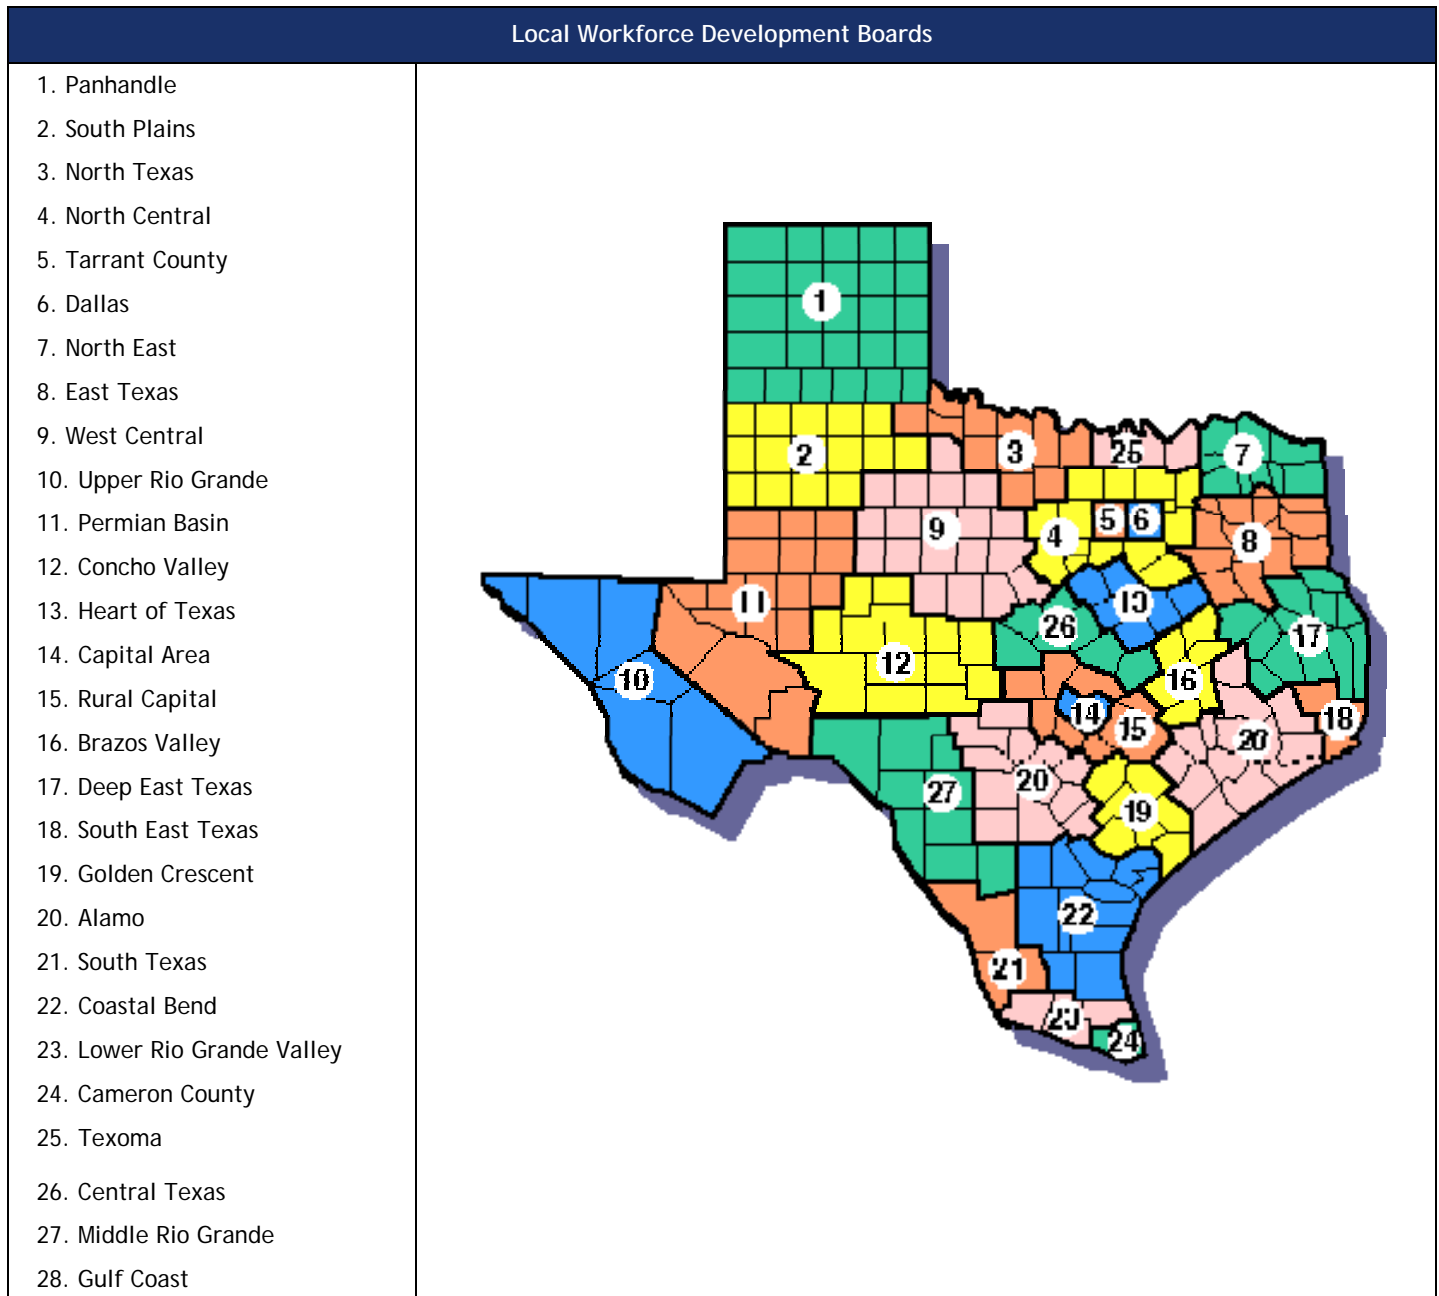 Local Workforce Development Boards
1. Panhandle
2. South Plains
3. North Texas
4. North Central
5. Tarrant County
6. Dallas
7. North East
8. East Texas
9. West Central
10. Upper Rio Grande
11. Permian Basin
12. Concho Valley
13. Heart of Texas
14. Capital Area
15. Rural Capital
16. Brazos Valley
17. Deep East Texas
18. South East Texas
19. Golden Crescent
20. Alamo
21. South Texas
22. Coastal Bend
23. Lower Rio Grande Valley
24. Cameron County
25. Texoma
26. Central Texas
27. Middle Rio Grande
28. Gulf Coast
1
2
3
25
7
4
5
6
9
8
11
13
26
17
12
10
16
14
15
18
20
20
27
19
22
21
23
24